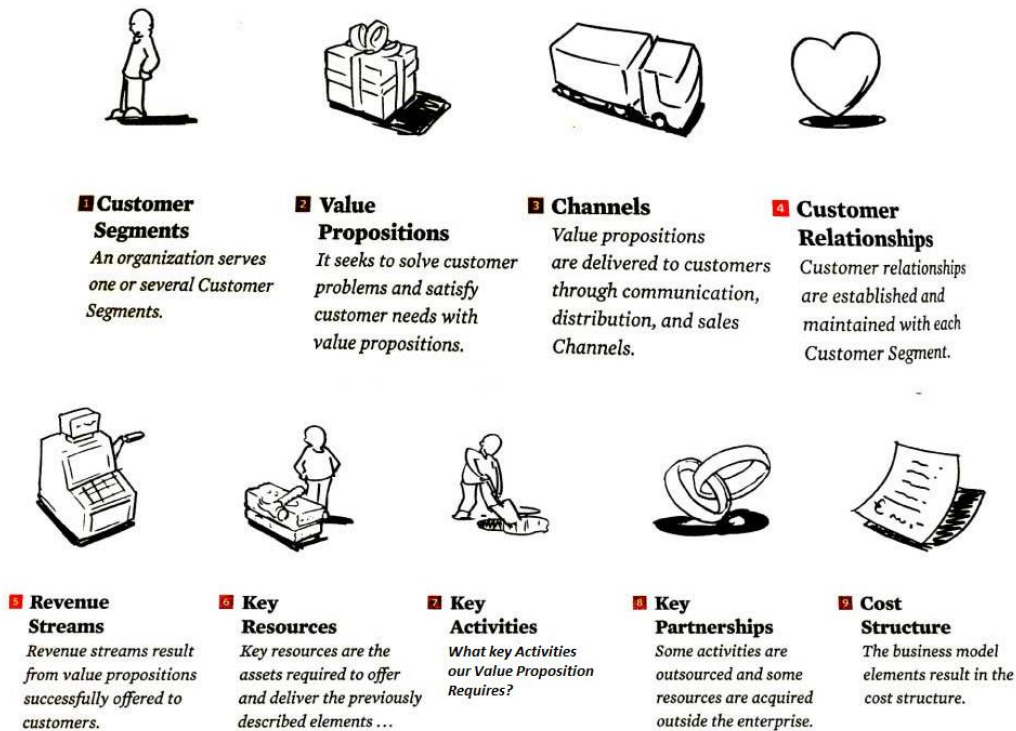 1 Customer
Segments
An organization serves
one or several Customer
Segments.
2 Value
Propositions
It seeks to solve customer
problems and satisfy
customer needs with
value propositions.
3 Channels
Value propositions
are delivered to customers
through communication,
distribution, and sales
Channels.
4 Customer
Relationships
Customer relationships
are established and
maintained with each
Customer Segment.
5 Revenue
Streams
Revenue streams result
from value propositions
successfully offered to
customers.
6 Key
Resources
Key resources are the
assets required to offer
and deliver the previously
described elements ...
7 Key
Activities
What key Activities
our Value Proposition
Requires?
8 Key
Partnerships
Some activities are
outsourced and some
resources are acquired
outside the enterprise.
9 Cost
Structure
The business model
elements result in the
cost structure.